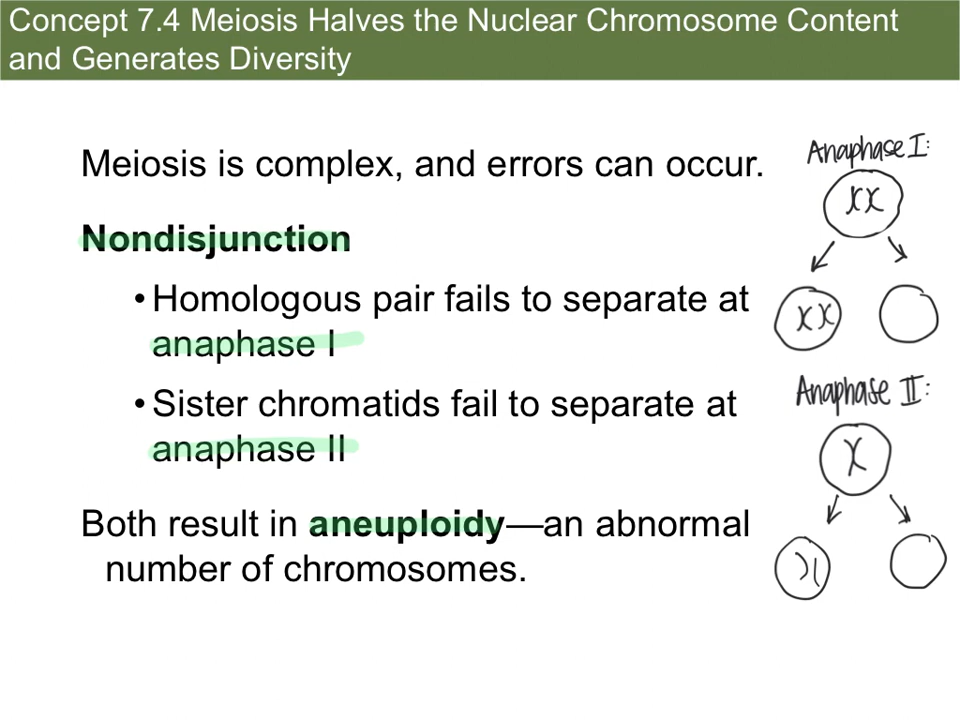 Concept 7.4 Meiosis Halves the Nuclear Chromosome Content
and Generates Diversity
Meiosis is complex, and errors can occur.
Nondisjunction
•Homologous pair fails to separate at
anaphase I
•Sister chromatids fail to separate at
anaphase II
Both result in aneuploidy—an abnormal
number of chromosomes.
Anaphase I:
XX
XX
Anaphase II:
X
)(